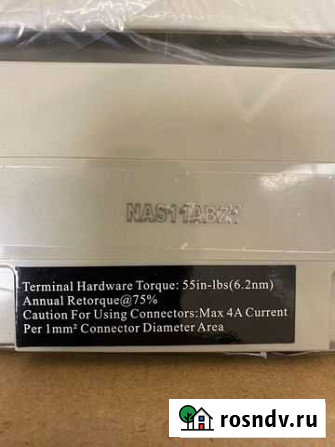 NAS11AB21
Terminal Hardware Torque: 55in-lbs(6.2nm)
Annual Retorque@75%
Caution For Using Connectors:Max 4A Current
Per 1mm² Connector Diameter Area
rosndv.ru